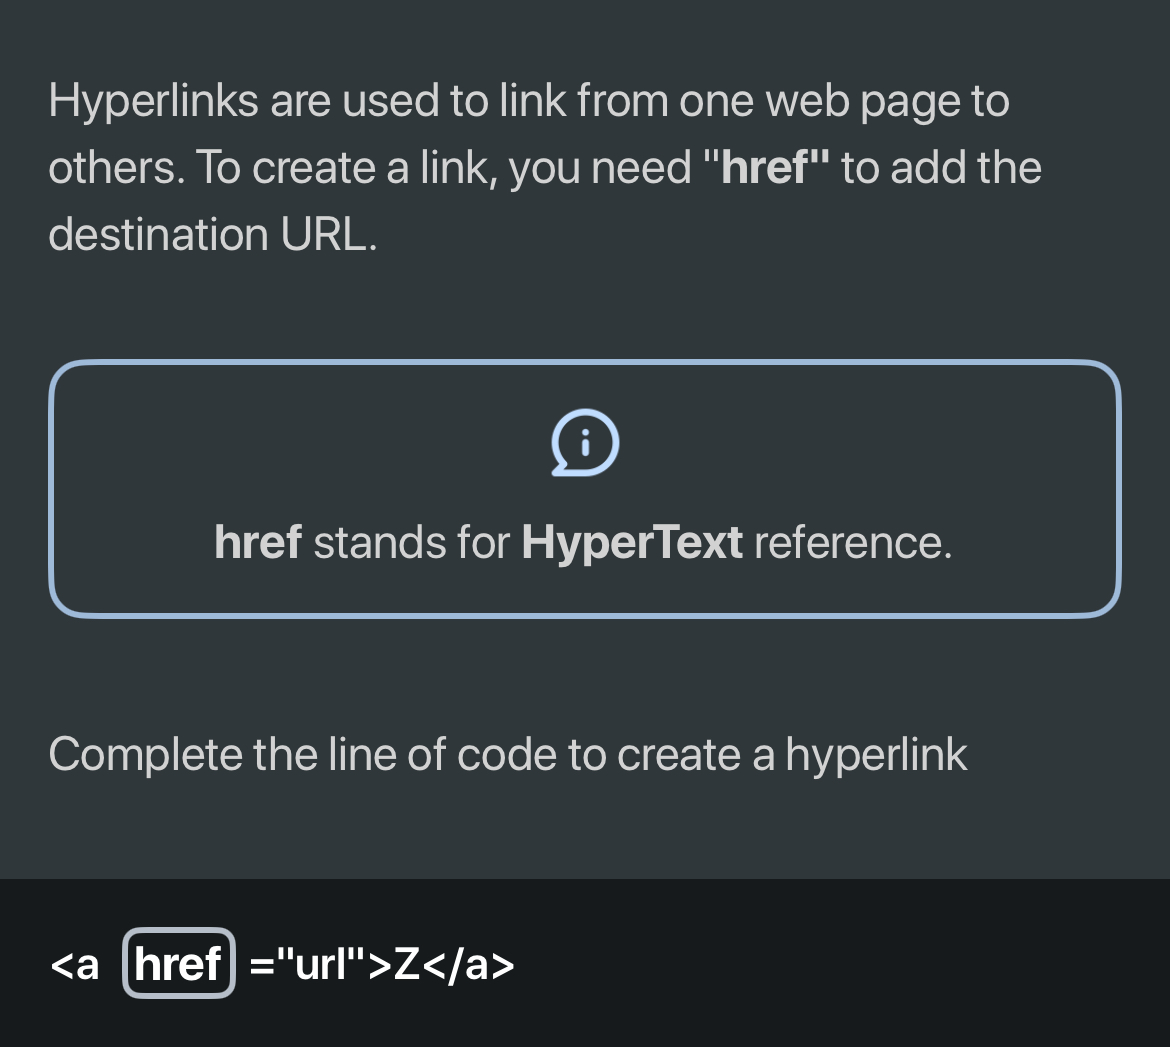 Hyperlinks are used to link from one web page to
others. To create a link, you need "href" to add the
destination URL.
href stands for HyperText reference.
Complete the line of code to create a hyperlink
<a href ="url">Z</a>